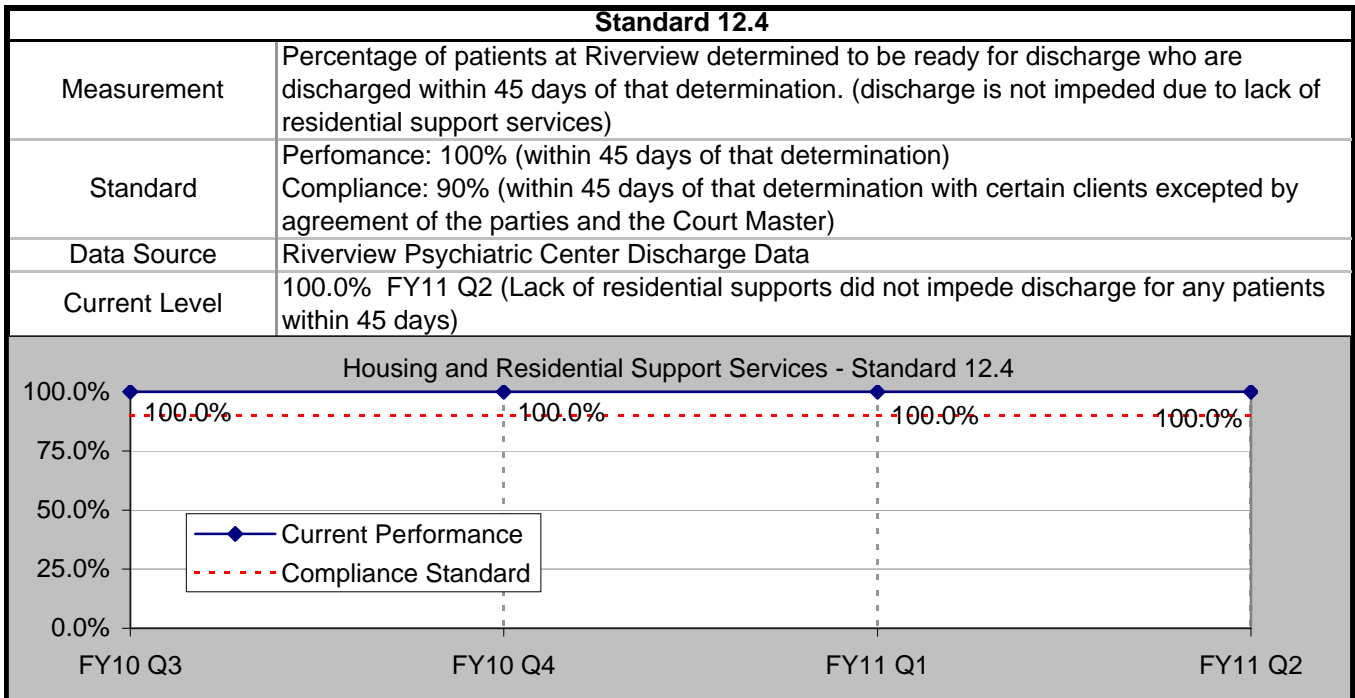 Standard 12.4
Measurement
Percentage of patients at Riverview determined to be ready for discharge who are
discharged within 45 days of that determination. (discharge is not impeded due to lack of
residential support services)
Standard
Perfomance: 100% (within 45 days of that determination)
Compliance: 90% (within 45 days of that determination with certain clients excepted by
agreement of the parties and the Court Master)
Data Source
Riverview Psychiatric Center Discharge Data
Current Level
100.0%  FY11 Q2 (Lack of residential supports did not impede discharge for any patients
within 45 days)
Housing and Residential Support Services - Standard 12.4
100.0%
75.0%
50.0%
25.0%
0.0%
100.0%
100.0%
100.0%
100.0%
Current Performance
Compliance Standard
FY10 Q3
FY10 Q4
FY11 Q1
FY11 Q2